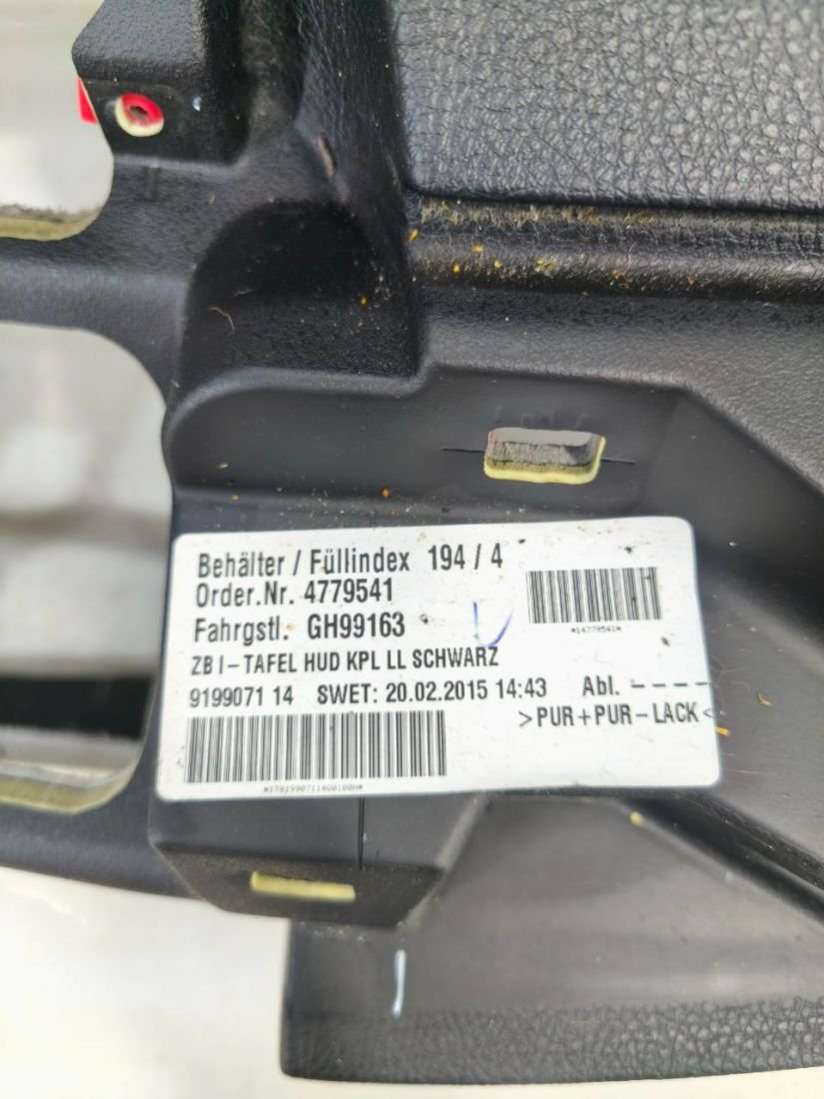 Behälter / Füllindex 194 / 4
Order.Nr. 4779541
Fahrgstl. GH99163
*14779541*
ZB I-TAFEL HUD KPL LL SCHWARZ
9199071 14 SWET: 20.02.2015 14:43 Abl. ----
>PUR+PUR-LACK<